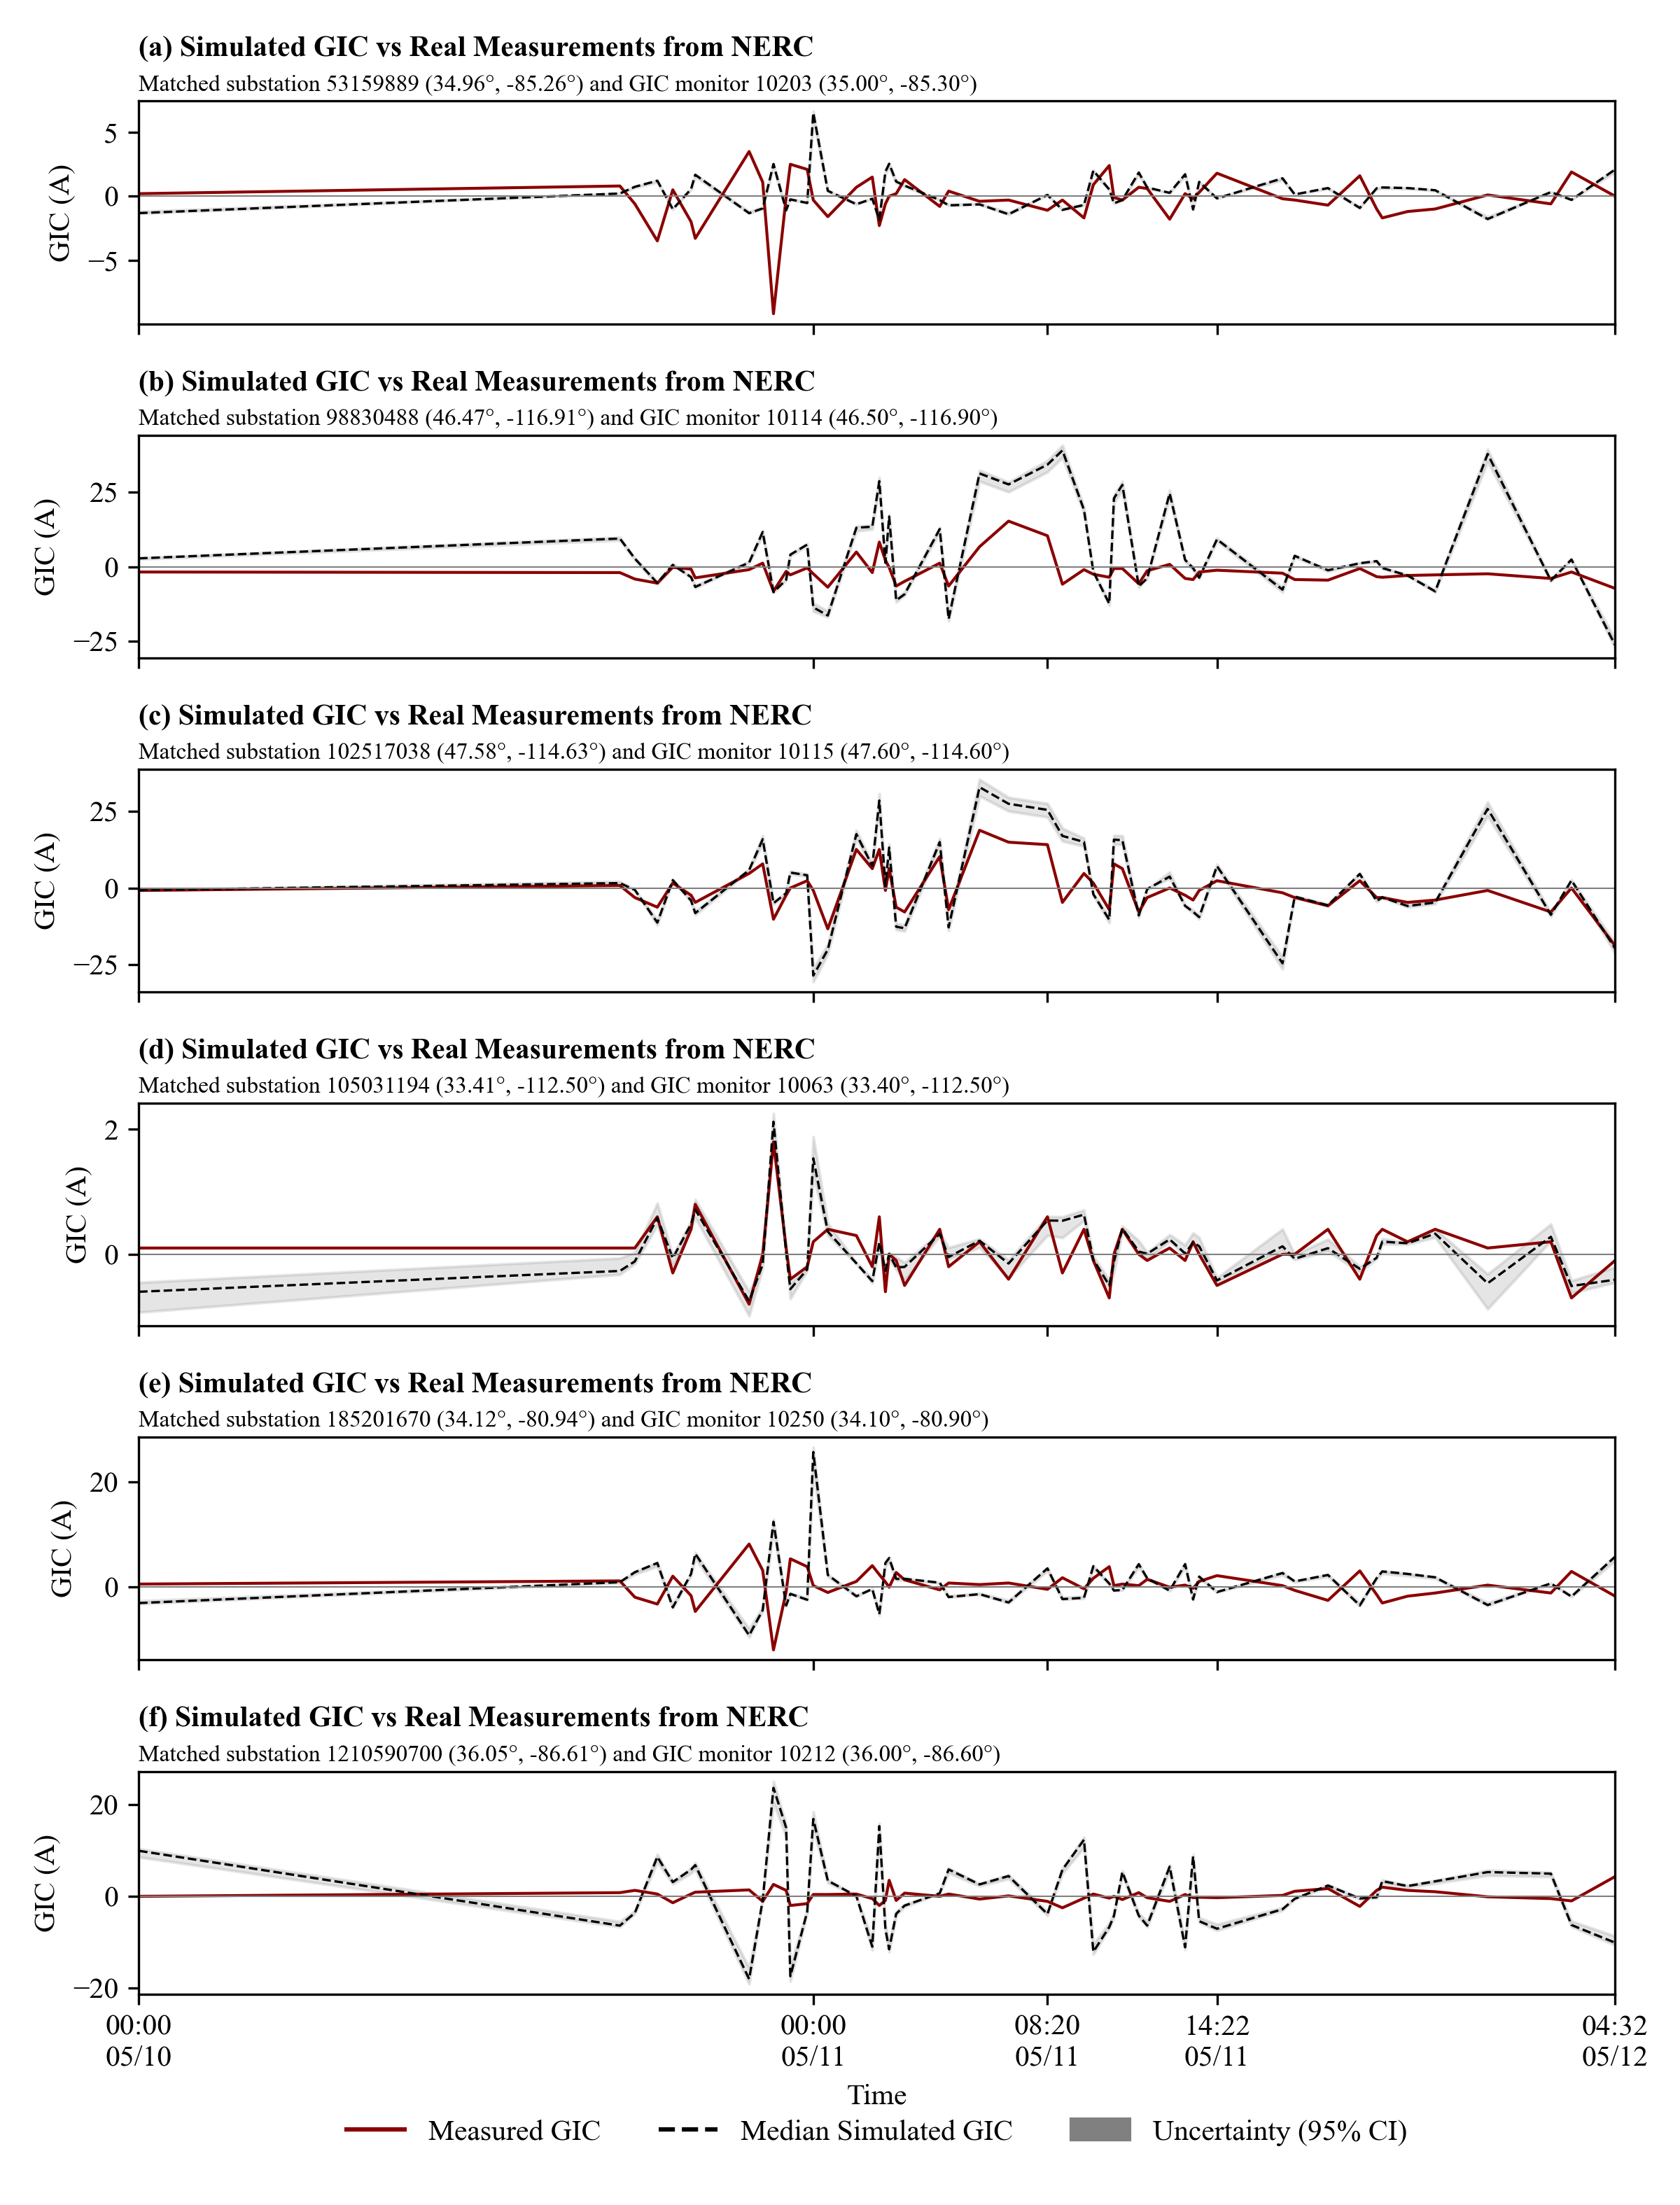 (a) Simulated GIC vs Real Measurements from NERC
Matched substation 53159889 (34.96°, -85.26°) and GIC monitor 10203 (35.00°, -85.30°)
5
0
−5
GIC (A)
(b) Simulated GIC vs Real Measurements from NERC
Matched substation 98830488 (46.47°, -116.91°) and GIC monitor 10114 (46.50°, -116.90°)
25
0
−25
GIC (A)
(c) Simulated GIC vs Real Measurements from NERC
Matched substation 102517038 (47.58°, -114.63°) and GIC monitor 10115 (47.60°, -114.60°)
25
0
−25
GIC (A)
(d) Simulated GIC vs Real Measurements from NERC
Matched substation 105031194 (33.41°, -112.50°) and GIC monitor 10063 (33.40°, -112.50°)
2
0
GIC (A)
(e) Simulated GIC vs Real Measurements from NERC
Matched substation 185201670 (34.12°, -80.94°) and GIC monitor 10250 (34.10°, -80.90°)
20
0
GIC (A)
(f) Simulated GIC vs Real Measurements from NERC
Matched substation 1210590700 (36.05°, -86.61°) and GIC monitor 10212 (36.00°, -86.60°)
20
0
−20
GIC (A)
00:00 00:00 08:20 14:22 04:32
05/10 05/11 05/11 05/11 05/12
Time
Measured GIC Median Simulated GIC Uncertainty (95% CI)